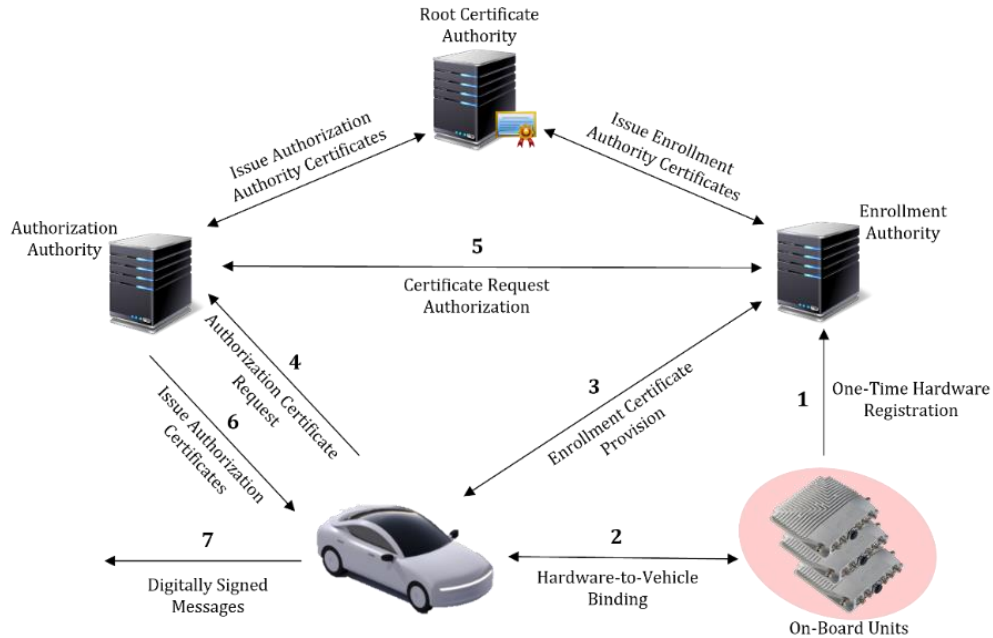 Root Certificate
Authority
Issue Authorization
Authority Certificates
Issue Enrollment
Authority Certificates
Authorization
Authority
Enrollment
Authority
5
Certificate Request
Authorization
4
Authorization Certificate
Request
6
Issue Authorization
Certificates
3
Enrollment Certificate
Provision
1
One-Time Hardware
Registration
7
Digitally Signed
Messages
2
Hardware-to-Vehicle
Binding
On-Board Units